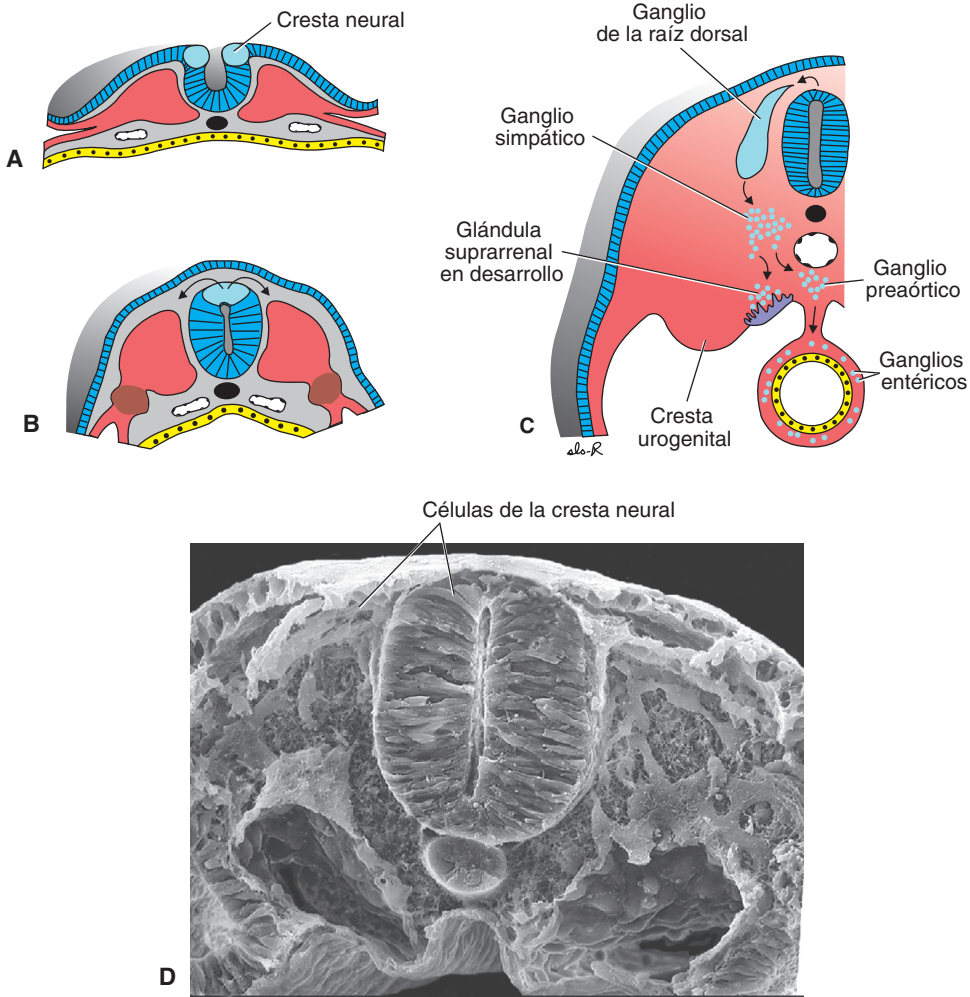 Cresta neural
A
B
Ganglio
de la raíz dorsal
Ganglio
simpático
Glándula
suprarrenal
en desarrollo
Ganglio
preaórtico
Ganglios
entéricos
Cresta
urogenital
C
sls-R
Células de la cresta neural
D